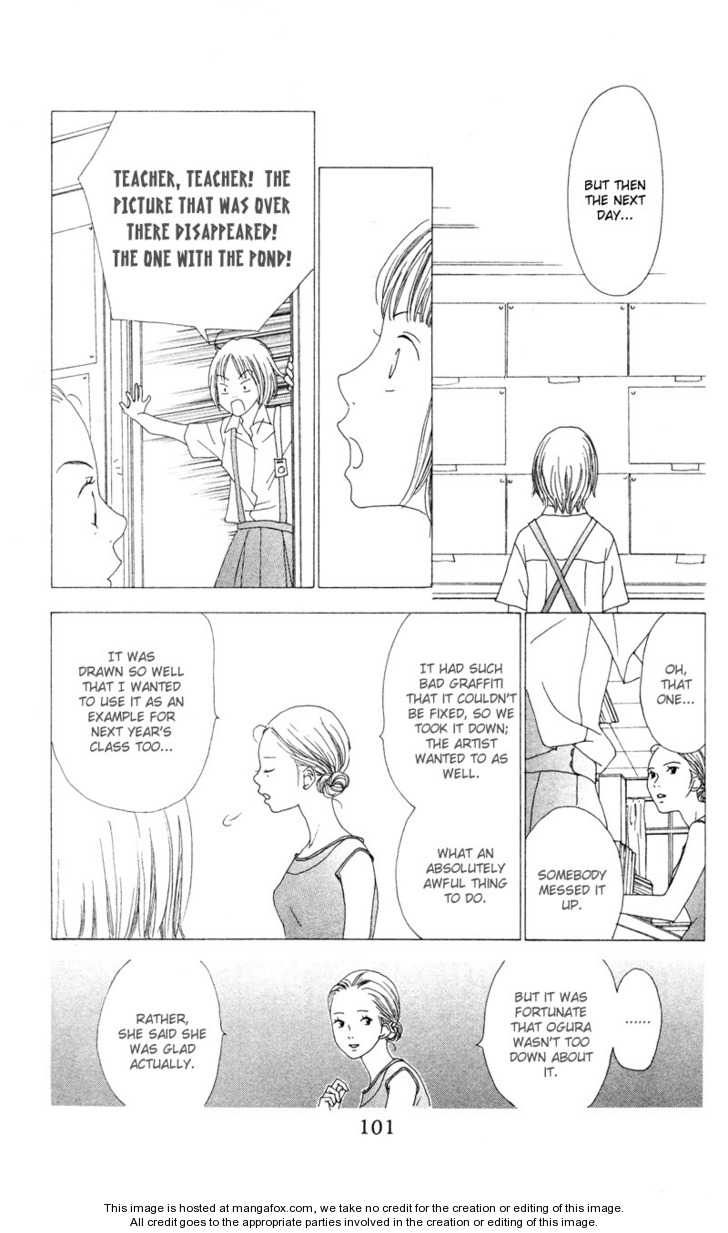 BUT THEN
THE NEXT
DAY...
TEACHER, TEACHER! THE
PICTURE THAT WAS OVER
THERE DISAPPEARED!
THE ONE WITH THE POND!
OH,
THAT
ONE...
SOMEBODY
MESSED IT
UP.
IT HAD SUCH
BAD GRAFFITI
THAT IT COULDN'T
BE FIXED, SO WE
TOOK IT DOWN;
THE ARTIST
WANTED TO AS
WELL.
WHAT AN
ABSOLUTELY
AWFUL THING
TO DO.
IT WAS
DRAWN SO WELL
THAT I WANTED
TO USE IT AS AN
EXAMPLE FOR
NEXT YEAR'S
CLASS TOO...
......
BUT IT WAS
FORTUNATE
THAT OGURA
WASN'T TOO
DOWN ABOUT
IT.
RATHER,
SHE SAID SHE
WAS GLAD
ACTUALLY.
101
This image is hosted at mangafox.com, we take no credit for the creation or editing of this image.
All credit goes to the appropriate parties involved in the creation or editing of this image.